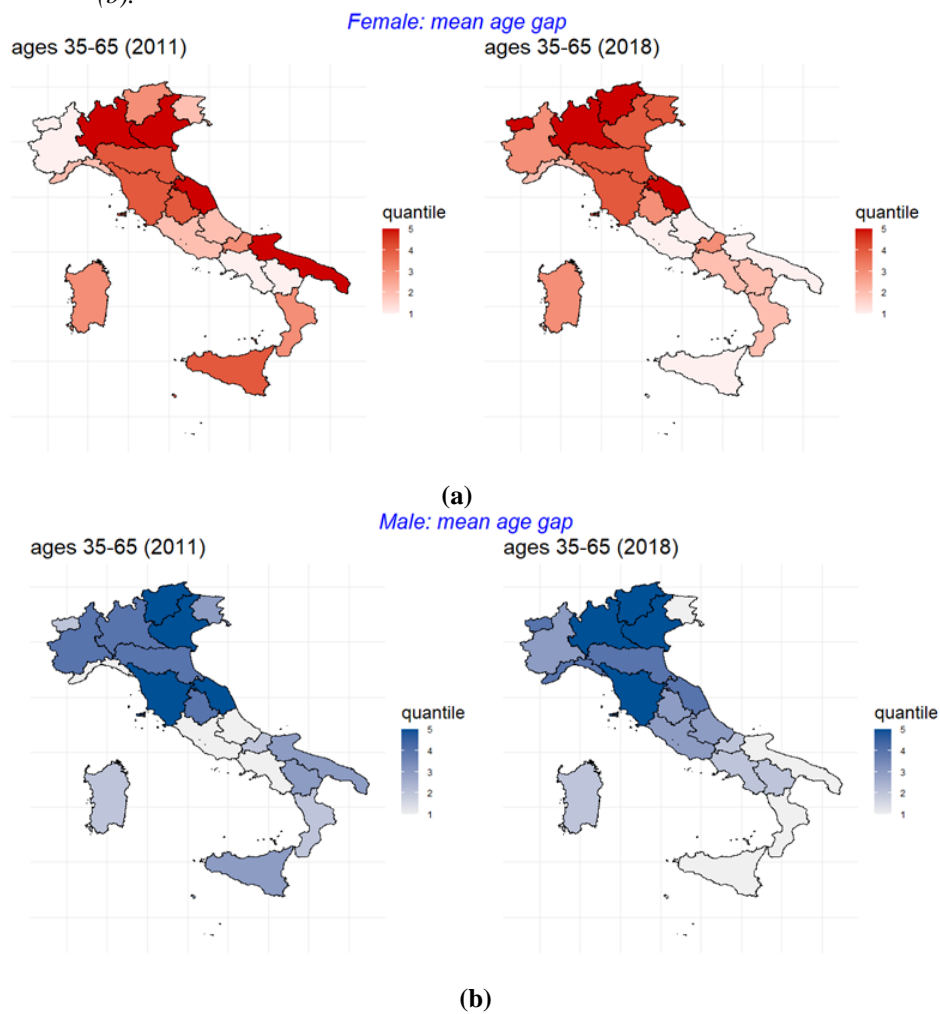 (b).
Female: mean age gap
ages 35-65 (2011)
ages 35-65 (2018)
quantile
5
4
3
2
1
quantile
5
4
3
2
1
(a)
Male: mean age gap
ages 35-65 (2011)
ages 35-65 (2018)
quantile
5
4
3
2
1
quantile
5
4
3
2
1
(b)